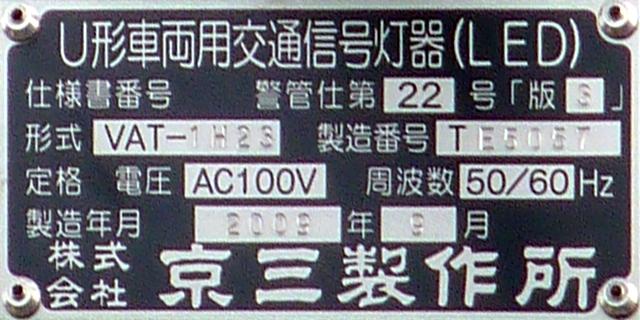 U形車両用交通信号灯器(LED)
仕様書番号 警管仕第 22 号「版 3」
形式 VAT-1H23 製造番号 TE5057
定格 電圧 AC100V 周波数 50/60 Hz
製造年月 2009 年 9 月
株式会社 京三製作所